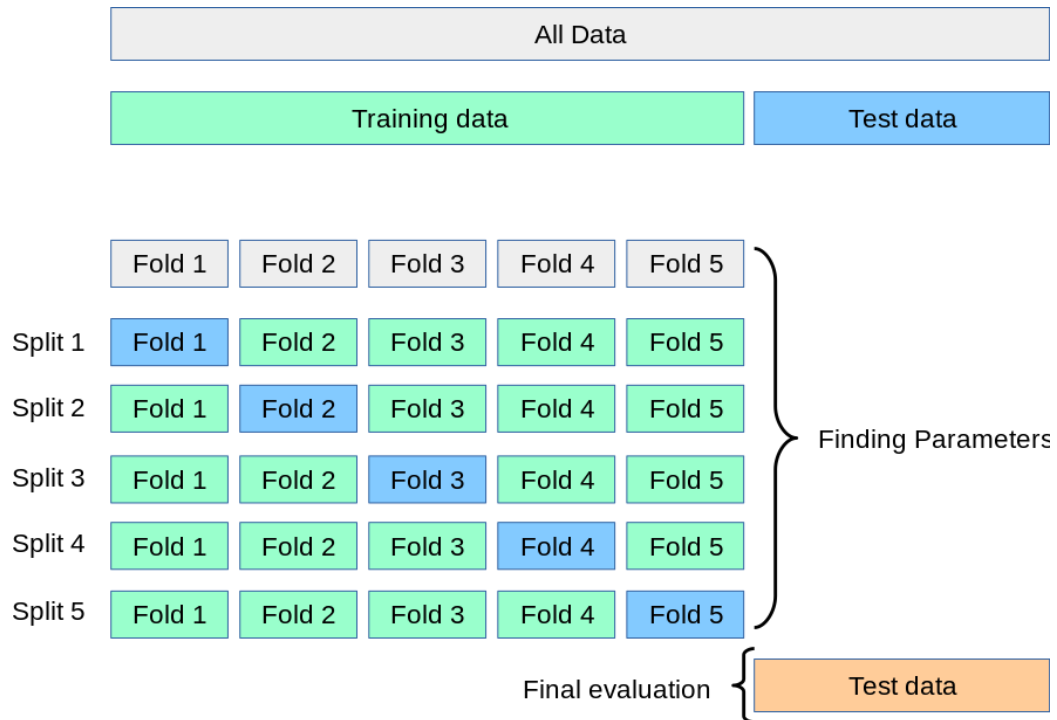 All Data
Training data Test data
Fold 1 Fold 2 Fold 3 Fold 4 Fold 5
Split 1 Fold 1 Fold 2 Fold 3 Fold 4 Fold 5
Split 2 Fold 1 Fold 2 Fold 3 Fold 4 Fold 5
Finding Parameters
Split 3 Fold 1 Fold 2 Fold 3 Fold 4 Fold 5
Split 4 Fold 1 Fold 2 Fold 3 Fold 4 Fold 5
Split 5 Fold 1 Fold 2 Fold 3 Fold 4 Fold 5
Final evaluation Test data